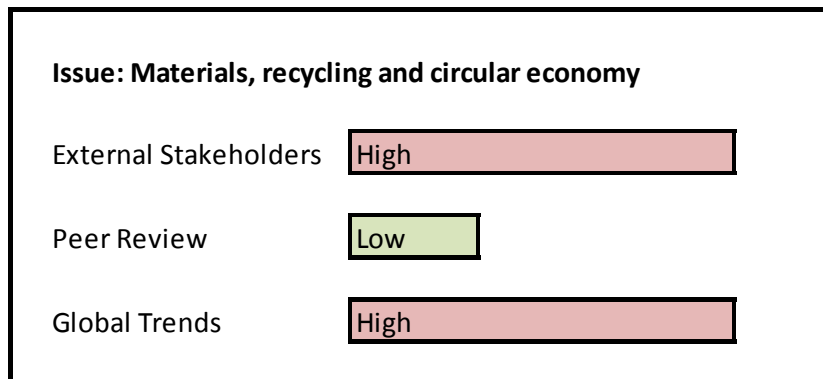 Issue: Materials, recycling and circular economy
External Stakeholders High
Peer Review Low
Global Trends High